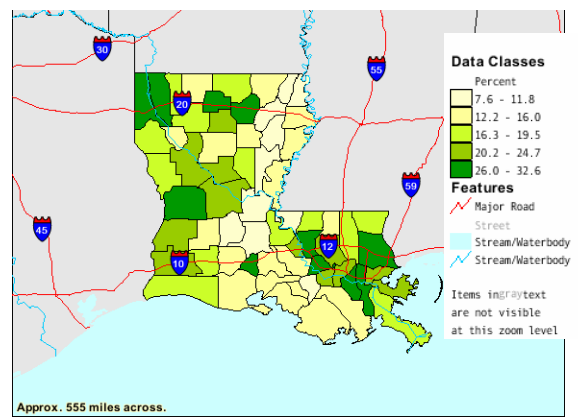 30
55
20
59
45
12
10
Data Classes
Percent
7.6 - 11.8
12.2 - 16.0
16.3 - 19.5
20.2 - 24.7
26.0 - 32.6
Features
Major Road
Street
Stream/Waterbody
Stream/Waterbody
Items in gray text
are not visible
at this zoom level
)
Approx. 555 miles across.